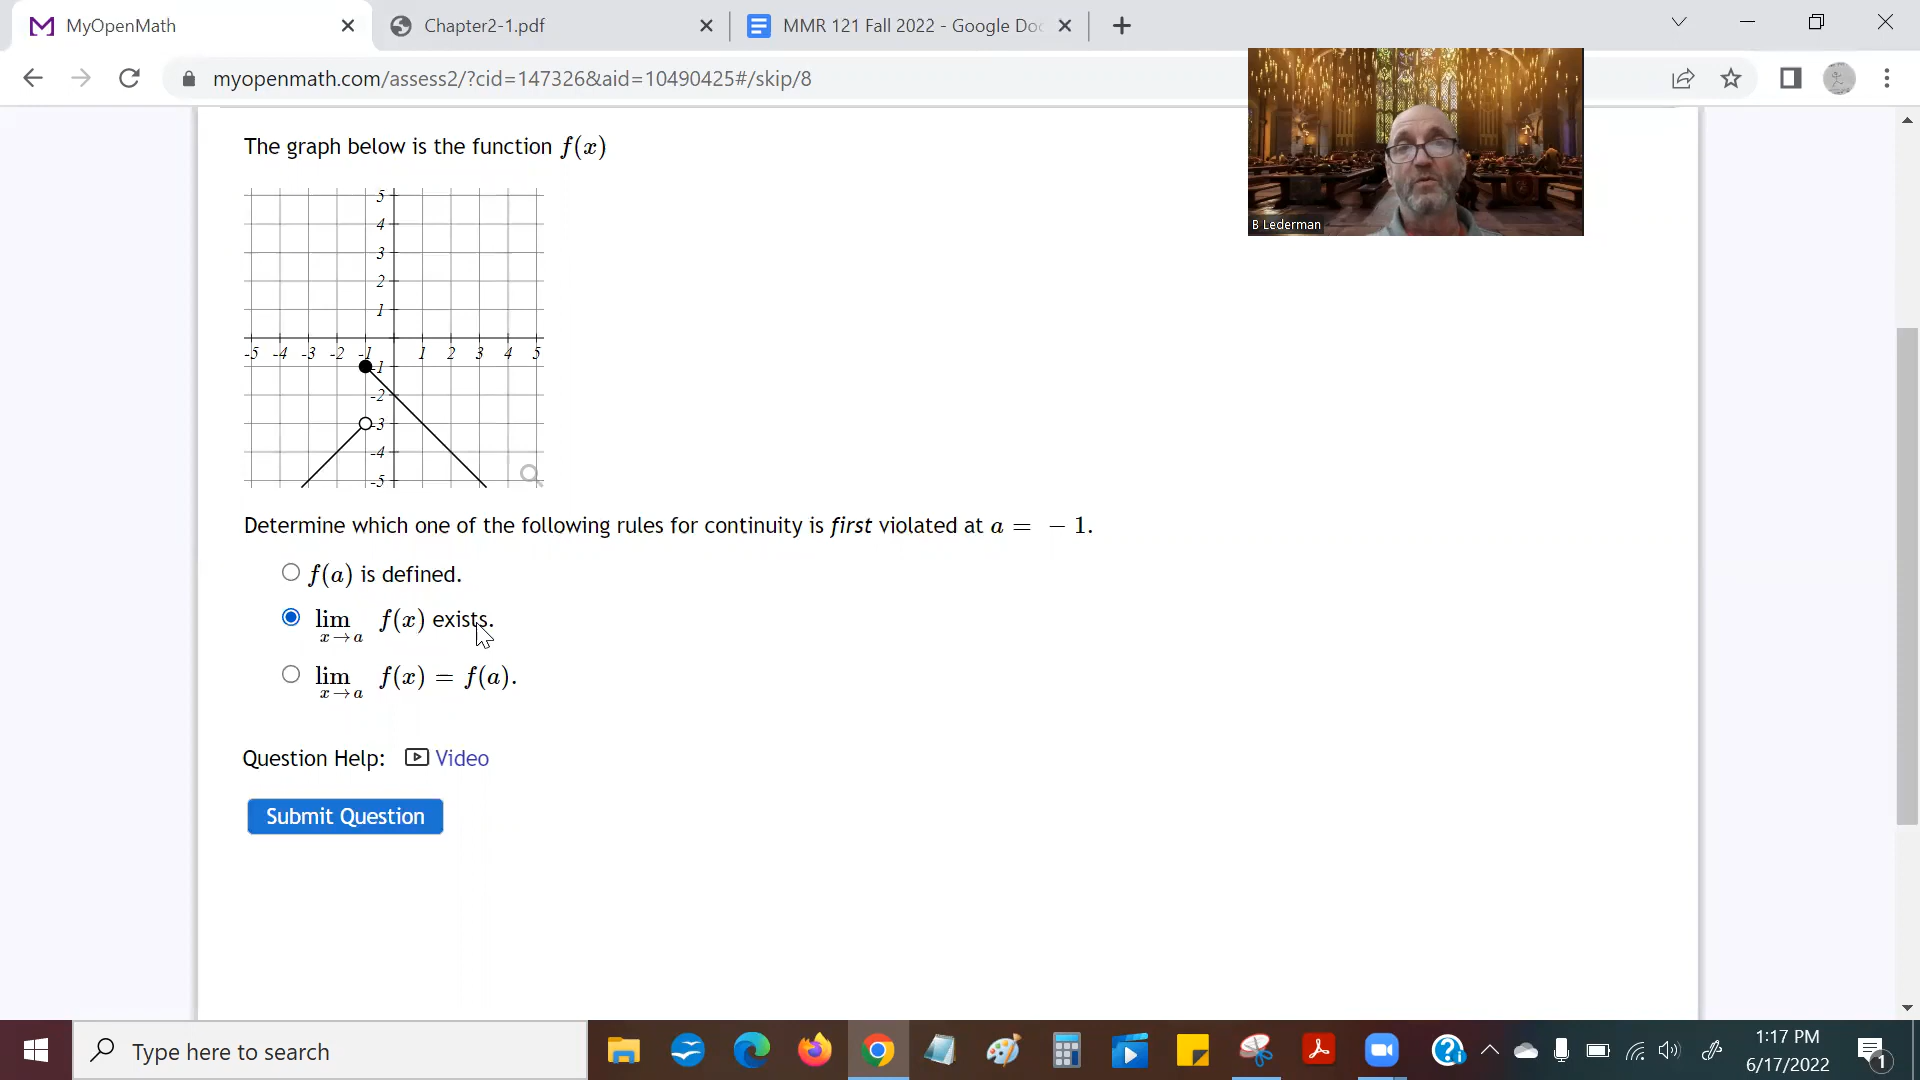 MyOpenMath
Chapter2-1.pdf
MMR 121 Fall 2022 - Google Doc
myopenmath.com/assess2/?cid=147326&aid=10490425#/skip/8
B Lederman
The graph below is the function f(x)
5
4
3
2
1
-5 -4 -3 -2 -1 1 2 3 4 5
-1
-2
-3
-4
-5
Determine which one of the following rules for continuity is first violated at a = − 1.
f(a) is defined.
lim x→a f(x) exists.
lim x→a f(x) = f(a).
Question Help: Video
Submit Question
Type here to search
1:17 PM
6/17/2022
1